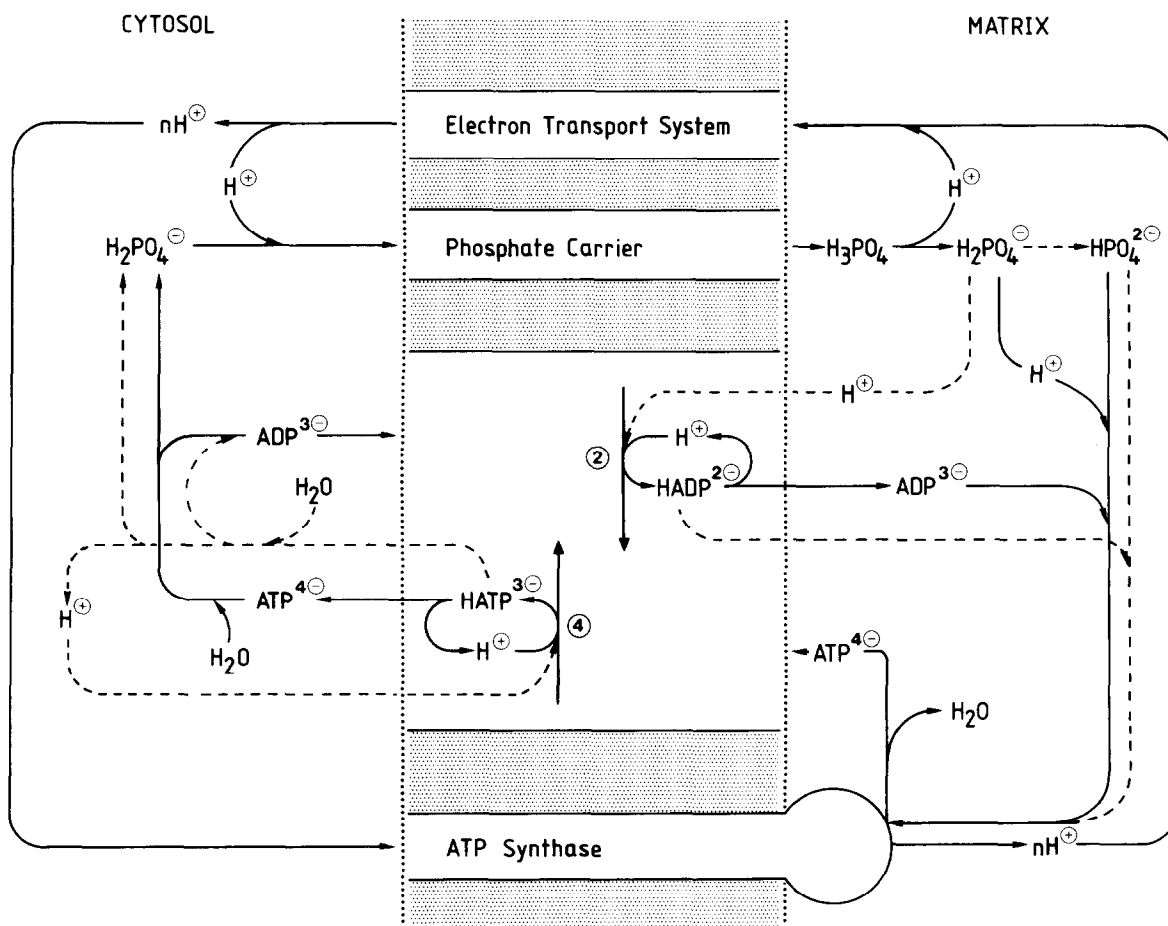 CYTOSOL
MATRIX
nH⊕
Electron Transport System
H⊕
H⊕
H₂PO₄⊖
Phosphate Carrier
H₃PO₄
H₂PO₄⊖
HPO₄²⊖
H⊕
H⊕
ADP³⊖
②
H⊕
H₂O
HADP²⊖
ADP³⊖
H⊕
ATP⁴⊖
HATP³⊖
④
H₂O
H⊕
ATP⁴⊖
H₂O
ATP Synthase
nH⊕